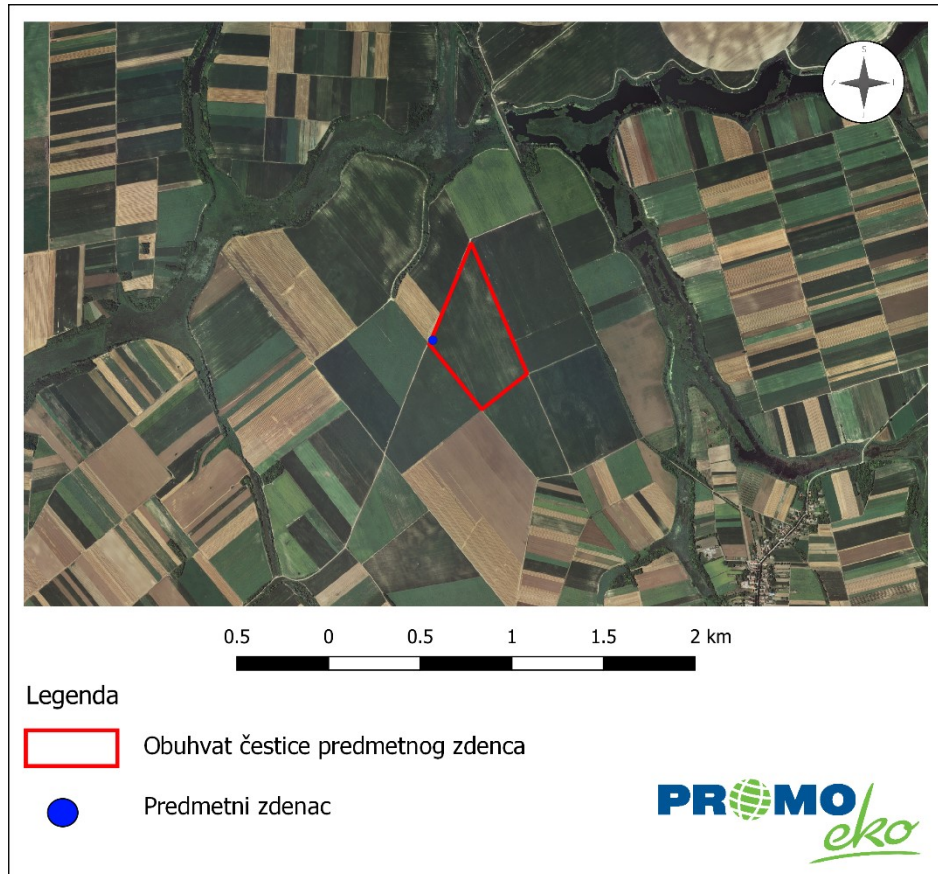 S
0.5 0 0.5 1 1.5 2 km
Legenda
Obuhvat čestice predmetnog zdenca
Predmetni zdenac
PROMO
eko